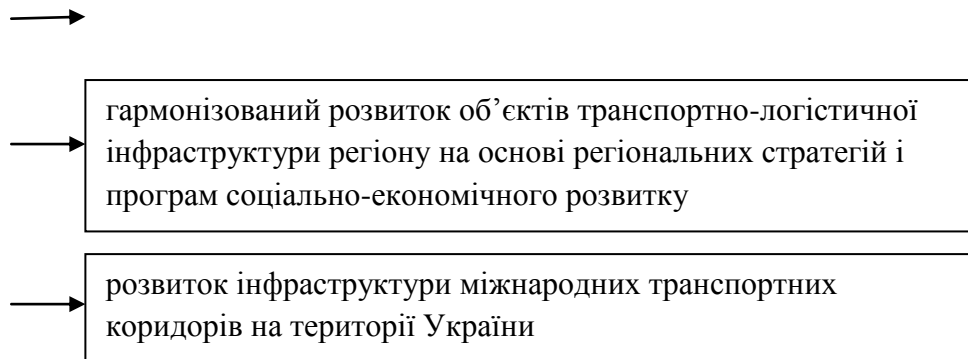 гармонізований розвиток об’єктів транспортно-логістичної
інфраструктури регіону на основі регіональних стратегій і
програм соціально-економічного розвитку
розвиток інфраструктури міжнародних транспортних
коридорів на території України